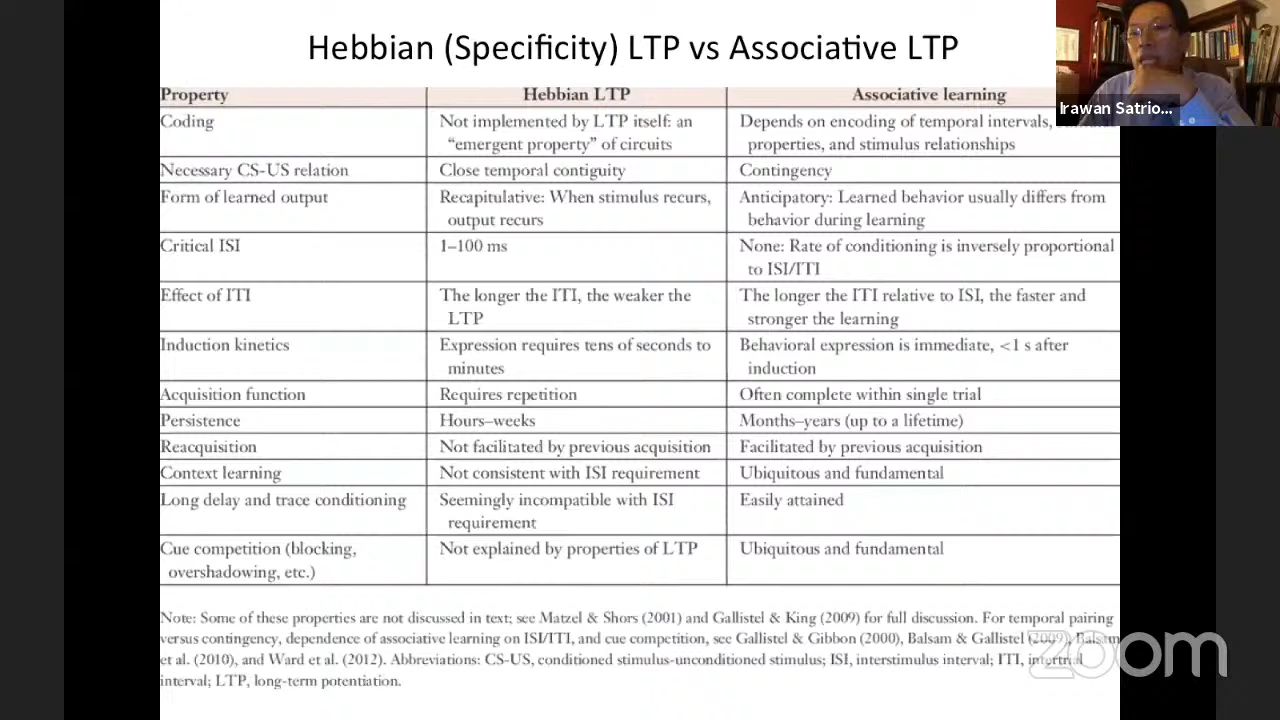 Hebbian (Specificity) LTP vs Associative LTP
Irawan Satrio...
Property Hebbian LTP Associative learning
Coding Not implemented by LTP itself: an Depends on encoding of temporal intervals,
“emergent property” of circuits properties, and stimulus relationships
Necessary CS-US relation Close temporal contiguity Contingency
Form of learned output Recapitulative: When stimulus recurs, Anticipatory: Learned behavior usually differs from
output recurs behavior during learning
Critical ISI 1–100 ms None: Rate of conditioning is inversely proportional
to ISI/ITI
Effect of ITI The longer the ITI, the weaker the The longer the ITI relative to ISI, the faster and
LTP stronger the learning
Induction kinetics Expression requires tens of seconds to Behavioral expression is immediate, <1 s after
minutes induction
Acquisition function Requires repetition Often complete within single trial
Persistence Hours–weeks Months–years (up to a lifetime)
Reacquisition Not facilitated by previous acquisition Facilitated by previous acquisition
Context learning Not consistent with ISI requirement Ubiquitous and fundamental
Long delay and trace conditioning Seemingly incompatible with ISI Easily attained
requirement
Cue competition (blocking, Not explained by properties of LTP Ubiquitous and fundamental
overshadowing, etc.)
Note: Some of these properties are not discussed in text; see Matzel & Shors (2001) and Gallistel & King (2009) for full discussion. For temporal pairing
versus contingency, dependence of associative learning on ISI/ITI, and cue competition, see Gallistel & Gibbon (2000), Balsam & Gallistel (2009), Balsam
et al. (2010), and Ward et al. (2012). Abbreviations: CS-US, conditioned stimulus-unconditioned stimulus; ISI, interstimulus interval; ITI, intertrial
interval; LTP, long-term potentiation.
zoom